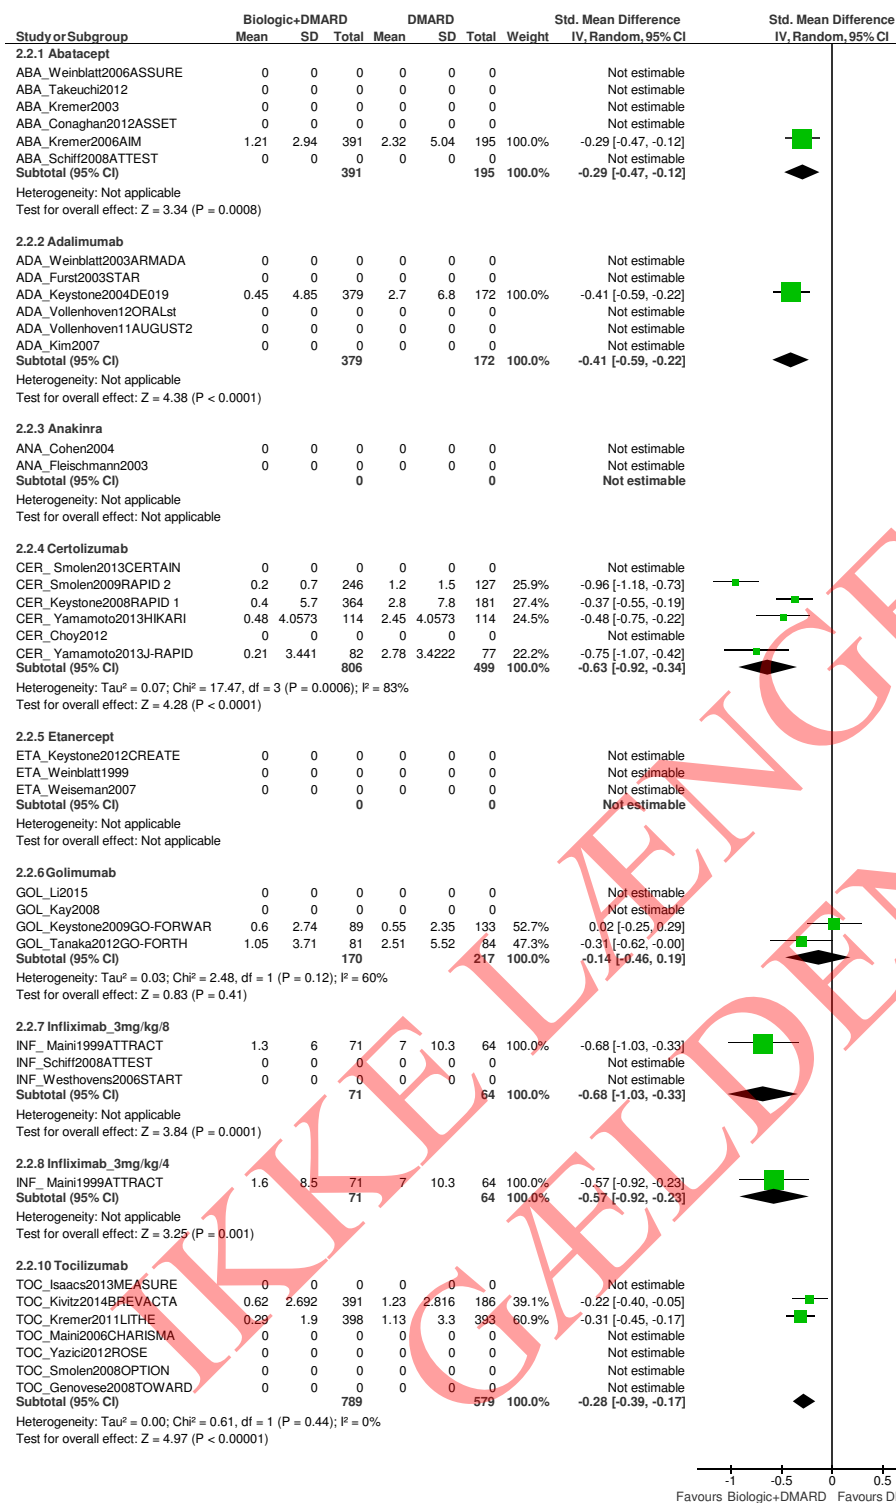 Biologic+DMARD DMARD Std. Mean Difference Std. Mean Difference
Study or Subgroup Mean SD Total Mean SD Total Weight IV, Random, 95% CI IV, Random, 95% CI
2.2.1 Abatacept
ABA_Weinblatt2006ASSURE 0 0 0 0 0 0 Not estimable
ABA_Takeuchi2012 0 0 0 0 0 0 Not estimable
ABA_Kremer2003 0 0 0 0 0 0 Not estimable
ABA_Conaghan2012ASSET 0 0 0 0 0 0 Not estimable
ABA_Kremer2006AIM 1.21 2.94 391 2.32 5.04 195 100.0% -0.29 [-0.47, -0.12]
ABA_Schiff2008ATTEST 0 0 0 0 0 0 Not estimable
Subtotal (95% CI) 391 195 100.0% -0.29 [-0.47, -0.12]
Heterogeneity: Not applicable
Test for overall effect: Z = 3.34 (P = 0.0008)
2.2.2 Adalimumab
ADA_Weinblatt2003ARMADA 0 0 0 0 0 0 Not estimable
ADA_Furst2003STAR 0 0 0 0 0 0 Not estimable
ADA_Keystone2004DE019 0.45 4.85 379 2.7 6.8 172 100.0% -0.41 [-0.59, -0.22]
ADA_Vollenhoven12ORALst 0 0 0 0 0 0 Not estimable
ADA_Vollenhoven11AUGUST2 0 0 0 0 0 0 Not estimable
ADA_Kim2007 0 0 0 0 0 0 Not estimable
Subtotal (95% CI) 379 172 100.0% -0.41 [-0.59, -0.22]
Heterogeneity: Not applicable
Test for overall effect: Z = 4.38 (P < 0.0001)
2.2.3 Anakinra
ANA_Cohen2004 0 0 0 0 0 0 Not estimable
ANA_Fleischmann2003 0 0 0 0 0 0 Not estimable
Subtotal (95% CI) 0 0 Not estimable
Heterogeneity: Not applicable
Test for overall effect: Not applicable
2.2.4 Certolizumab
CER_ Smolen2013CERTAIN 0 0 0 0 0 0 Not estimable
CER_Smolen2009RAPID 2 0.2 0.7 246 1.2 1.5 127 25.9% -0.96 [-1.18, -0.73]
CER_Keystone2008RAPID 1 0.4 5.7 364 2.8 7.8 181 27.4% -0.37 [-0.55, -0.19]
CER_ Yamamoto2013HIKARI 0.48 4.0573 114 2.45 4.0573 114 24.5% -0.48 [-0.75, -0.22]
CER_Choy2012 0 0 0 0 0 0 Not estimable
CER_ Yamamoto2013J-RAPID 0.21 3.441 82 2.78 3.4222 77 22.2% -0.75 [-1.07, -0.42]
Subtotal (95% CI) 806 499 100.0% -0.63 [-0.92, -0.34]
Heterogeneity: Tau² = 0.07; Chi² = 17.47, df = 3 (P = 0.0006); I² = 83%
Test for overall effect: Z = 4.28 (P < 0.0001)
2.2.5 Etanercept
ETA_Keystone2012CREATE 0 0 0 0 0 0 Not estimable
ETA_Weinblatt1999 0 0 0 0 0 0 Not estimable
ETA_Weiseman2007 0 0 0 0 0 0 Not estimable
Subtotal (95% CI) 0 0 Not estimable
Heterogeneity: Not applicable
Test for overall effect: Not applicable
2.2.6 Golimumab
GOL_Li2015 0 0 0 0 0 0 Not estimable
GOL_Kay2008 0 0 0 0 0 0 Not estimable
GOL_Keystone2009GO-FORWAR 0.6 2.74 89 0.55 2.35 133 52.7% 0.02 [-0.25, 0.29]
GOL_Tanaka2012GO-FORTH 1.05 3.71 81 2.51 5.52 84 47.3% -0.31 [-0.62, -0.00]
Subtotal (95% CI) 170 217 100.0% -0.14 [-0.46, 0.19]
Heterogeneity: Tau² = 0.03; Chi² = 2.48, df = 1 (P = 0.12); I² = 60%
Test for overall effect: Z = 0.83 (P = 0.41)
2.2.7 Infliximab_3mg/kg/8
INF_ Maini1999ATTRACT 1.3 6 71 7 10.3 64 100.0% -0.68 [-1.03, -0.33]
INF_Schiff2008ATTEST 0 0 0 0 0 0 Not estimable
INF_Westhovens2006START 0 0 0 0 0 0 Not estimable
Subtotal (95% CI) 71 64 100.0% -0.68 [-1.03, -0.33]
Heterogeneity: Not applicable
Test for overall effect: Z = 3.84 (P = 0.0001)
2.2.8 Infliximab_3mg/kg/4
INF_ Maini1999ATTRACT 1.6 8.5 71 7 10.3 64 100.0% -0.57 [-0.92, -0.23]
Subtotal (95% CI) 71 64 100.0% -0.57 [-0.92, -0.23]
Heterogeneity: Not applicable
Test for overall effect: Z = 3.25 (P = 0.001)
2.2.10 Tocilizumab
TOC_Isaacs2013MEASURE 0 0 0 0 0 0 Not estimable
TOC_Kivitz2014BREVACTA 0.62 2.692 391 1.23 2.816 186 39.1% -0.22 [-0.40, -0.05]
TOC_Kremer2011LITHE 0.29 1.9 398 1.13 3.3 393 60.9% -0.31 [-0.45, -0.17]
TOC_Maini2006CHARISMA 0 0 0 0 0 0 Not estimable
TOC_Yazici2012ROSE 0 0 0 0 0 0 Not estimable
TOC_Smolen2008OPTION 0 0 0 0 0 0 Not estimable
TOC_Genovese2008TOWARD 0 0 0 0 0 0 Not estimable
Subtotal (95% CI) 789 579 100.0% -0.28 [-0.39, -0.17]
Heterogeneity: Tau² = 0.00; Chi² = 0.61, df = 1 (P = 0.44); I² = 0%
Test for overall effect: Z = 4.97 (P < 0.00001)
-1 -0.5 0 0.5
Favours Biologic+DMARD Favours D
IKKE LÆNGE
GÆLDEN